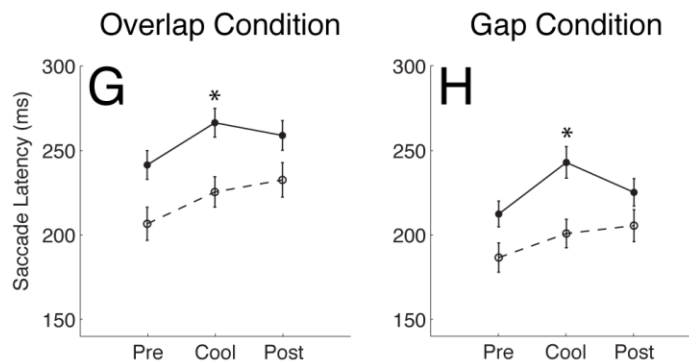 Overlap Condition
Gap Condition
G
H
Saccade Latency (ms)
300
250
200
150
*
Pre Cool Post
300
250
200
150
*
Pre Cool Post